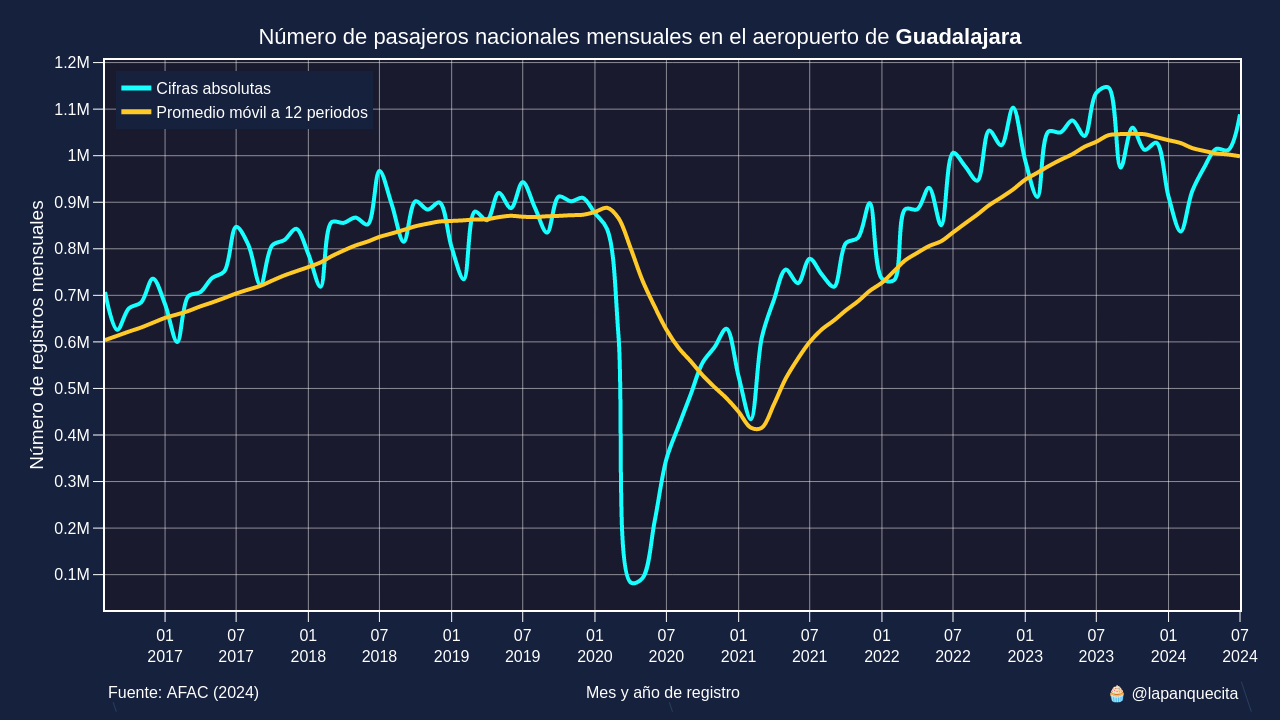 Número de pasajeros nacionales mensuales en el aeropuerto de Guadalajara
Cifras absolutas
Promedio móvil a 12 periodos
Número de registros mensuales
1.2M
1.1M
1M
0.9M
0.8M
0.7M
0.6M
0.5M
0.4M
0.3M
0.2M
0.1M
01 07 01 07 01 07 01 07 01 07 01 07 01 07 01 07
2017 2017 2018 2018 2019 2019 2020 2020 2021 2021 2022 2022 2023 2023 2024 2024
Fuente: AFAC (2024)
Mes y año de registro
🧁 @lapanquecita